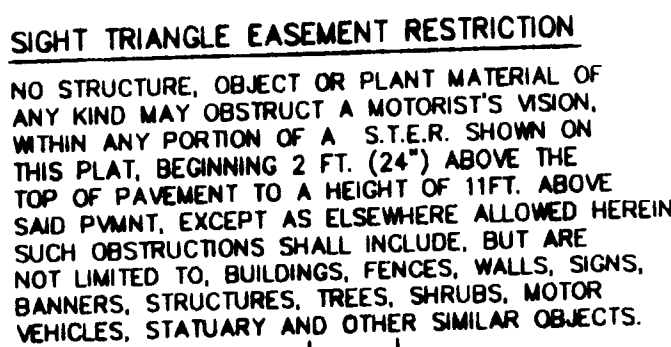 SIGHT TRIANGLE EASEMENT RESTRICTION
NO STRUCTURE, OBJECT OR PLANT MATERIAL OF
ANY KIND MAY OBSTRUCT A MOTORIST'S VISION,
WITHIN ANY PORTION OF A S.T.E.R. SHOWN ON
THIS PLAT, BEGINNING 2 FT. (24") ABOVE THE
TOP OF PAVEMENT TO A HEIGHT OF 11FT. ABOVE
SAID PVMNT, EXCEPT AS ELSEWHERE ALLOWED HEREIN
SUCH OBSTRUCTIONS SHALL INCLUDE, BUT ARE
NOT LIMITED TO, BUILDINGS, FENCES, WALLS, SIGNS,
BANNERS, STRUCTURES, TREES, SHRUBS, MOTOR
VEHICLES, STATUARY AND OTHER SIMILAR OBJECTS.